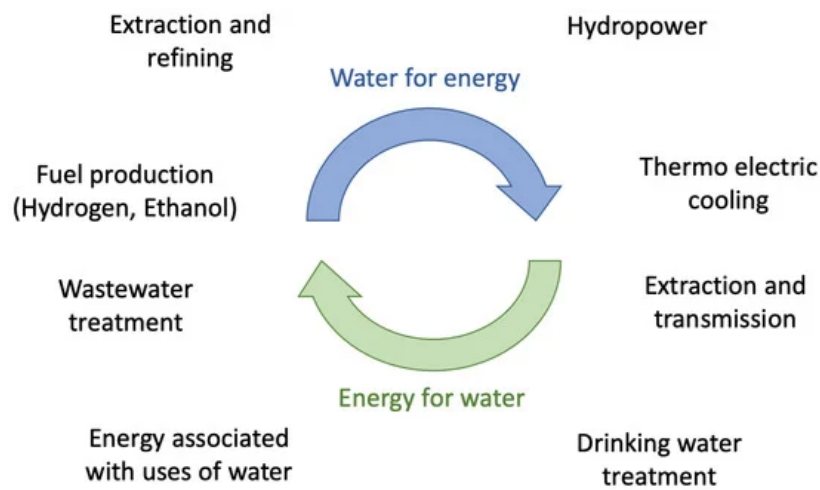 Extraction and
refining
Hydropower
Water for energy
Fuel production
(Hydrogen, Ethanol)
Thermo electric
cooling
Wastewater
treatment
Extraction and
transmission
Energy for water
Energy associated
with uses of water
Drinking water
treatment